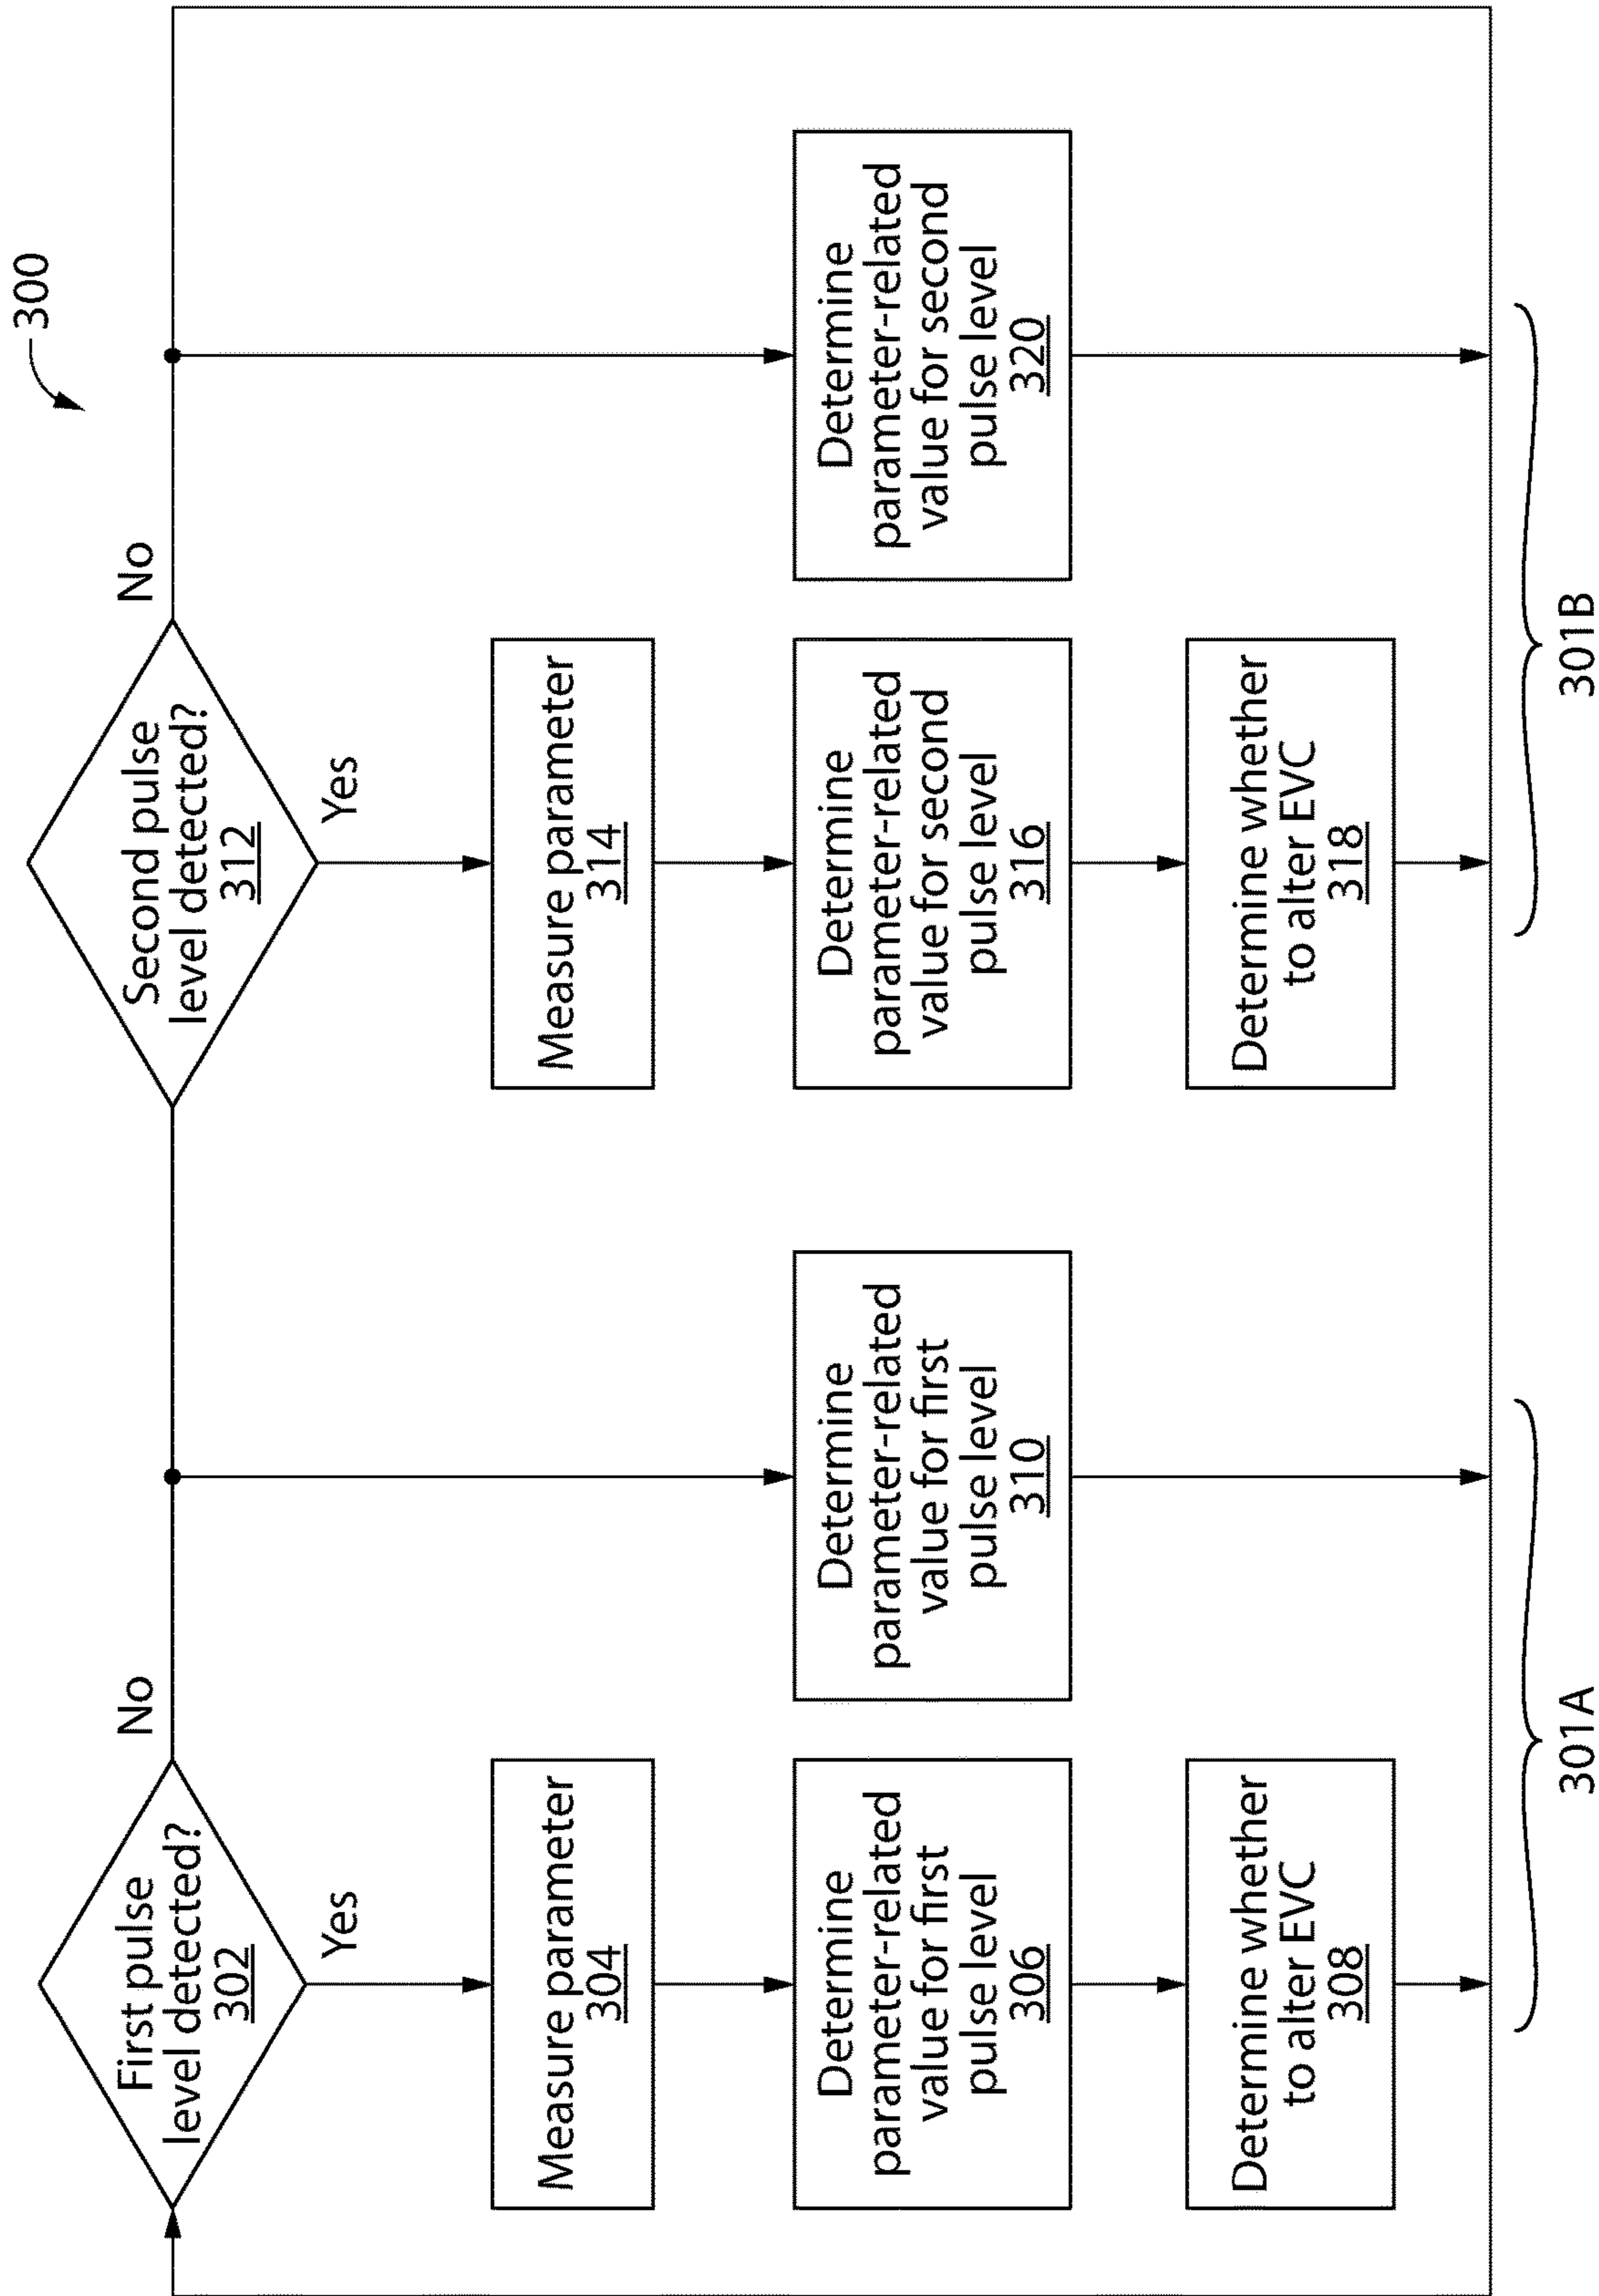 300
First pulse
level detected?
302
No
Yes
Measure parameter
304
Determine
parameter-related
value for first
pulse level
306
Determine whether
to alter EVC
308
Determine
parameter-related
value for first
pulse level
310
301A
Second pulse
level detected?
312
No
Yes
Measure parameter
314
Determine
parameter-related
value for second
pulse level
316
Determine whether
to alter EVC
318
Determine
parameter-related
value for second
pulse level
320
301B